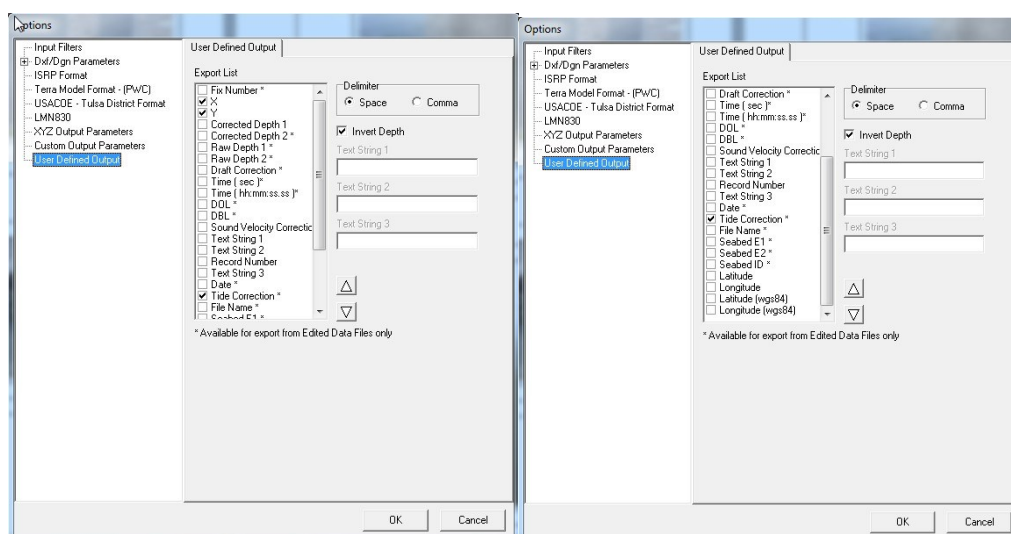 Options
Input Filters
Dxf/Dgn Parameters
ISRP Format
Terra Model Format - (PWC)
USACOE - Tulsa District Format
LMN830
XYZ Output Parameters
Custom Output Parameters
User Defined Output
User Defined Output
Export List
Fix Number *
X
Y
Corrected Depth 1
Corrected Depth 2 *
Raw Depth 1 *
Raw Depth 2 *
Draft Correction *
Time ( sec )*
Time ( hh:mm:ss.ss )*
DOL *
DBL *
Sound Velocity Correctic
Text String 1
Text String 2
Record Number
Text String 3
Date *
Tide Correction *
File Name *
Seabed E1 *
Delimiter
Space Comma
Invert Depth
Text String 1
Text String 2
Text String 3
* Available for export from Edited Data Files only
OK Cancel
Options
Input Filters
Dxf/Dgn Parameters
ISRP Format
Terra Model Format - (PWC)
USACOE - Tulsa District Format
LMN830
XYZ Output Parameters
Custom Output Parameters
User Defined Output
User Defined Output
Export List
Draft Correction *
Time ( sec )*
Time ( hh:mm:ss.ss )*
DOL *
DBL *
Sound Velocity Correctic
Text String 1
Text String 2
Record Number
Text String 3
Date *
Tide Correction *
File Name *
Seabed E1 *
Seabed E2 *
Seabed ID *
Latitude
Longitude
Latitude (wgs84)
Longitude (wgs84)
Delimiter
Space Comma
Invert Depth
Text String 1
Text String 2
Text String 3
* Available for export from Edited Data Files only
OK Cancel